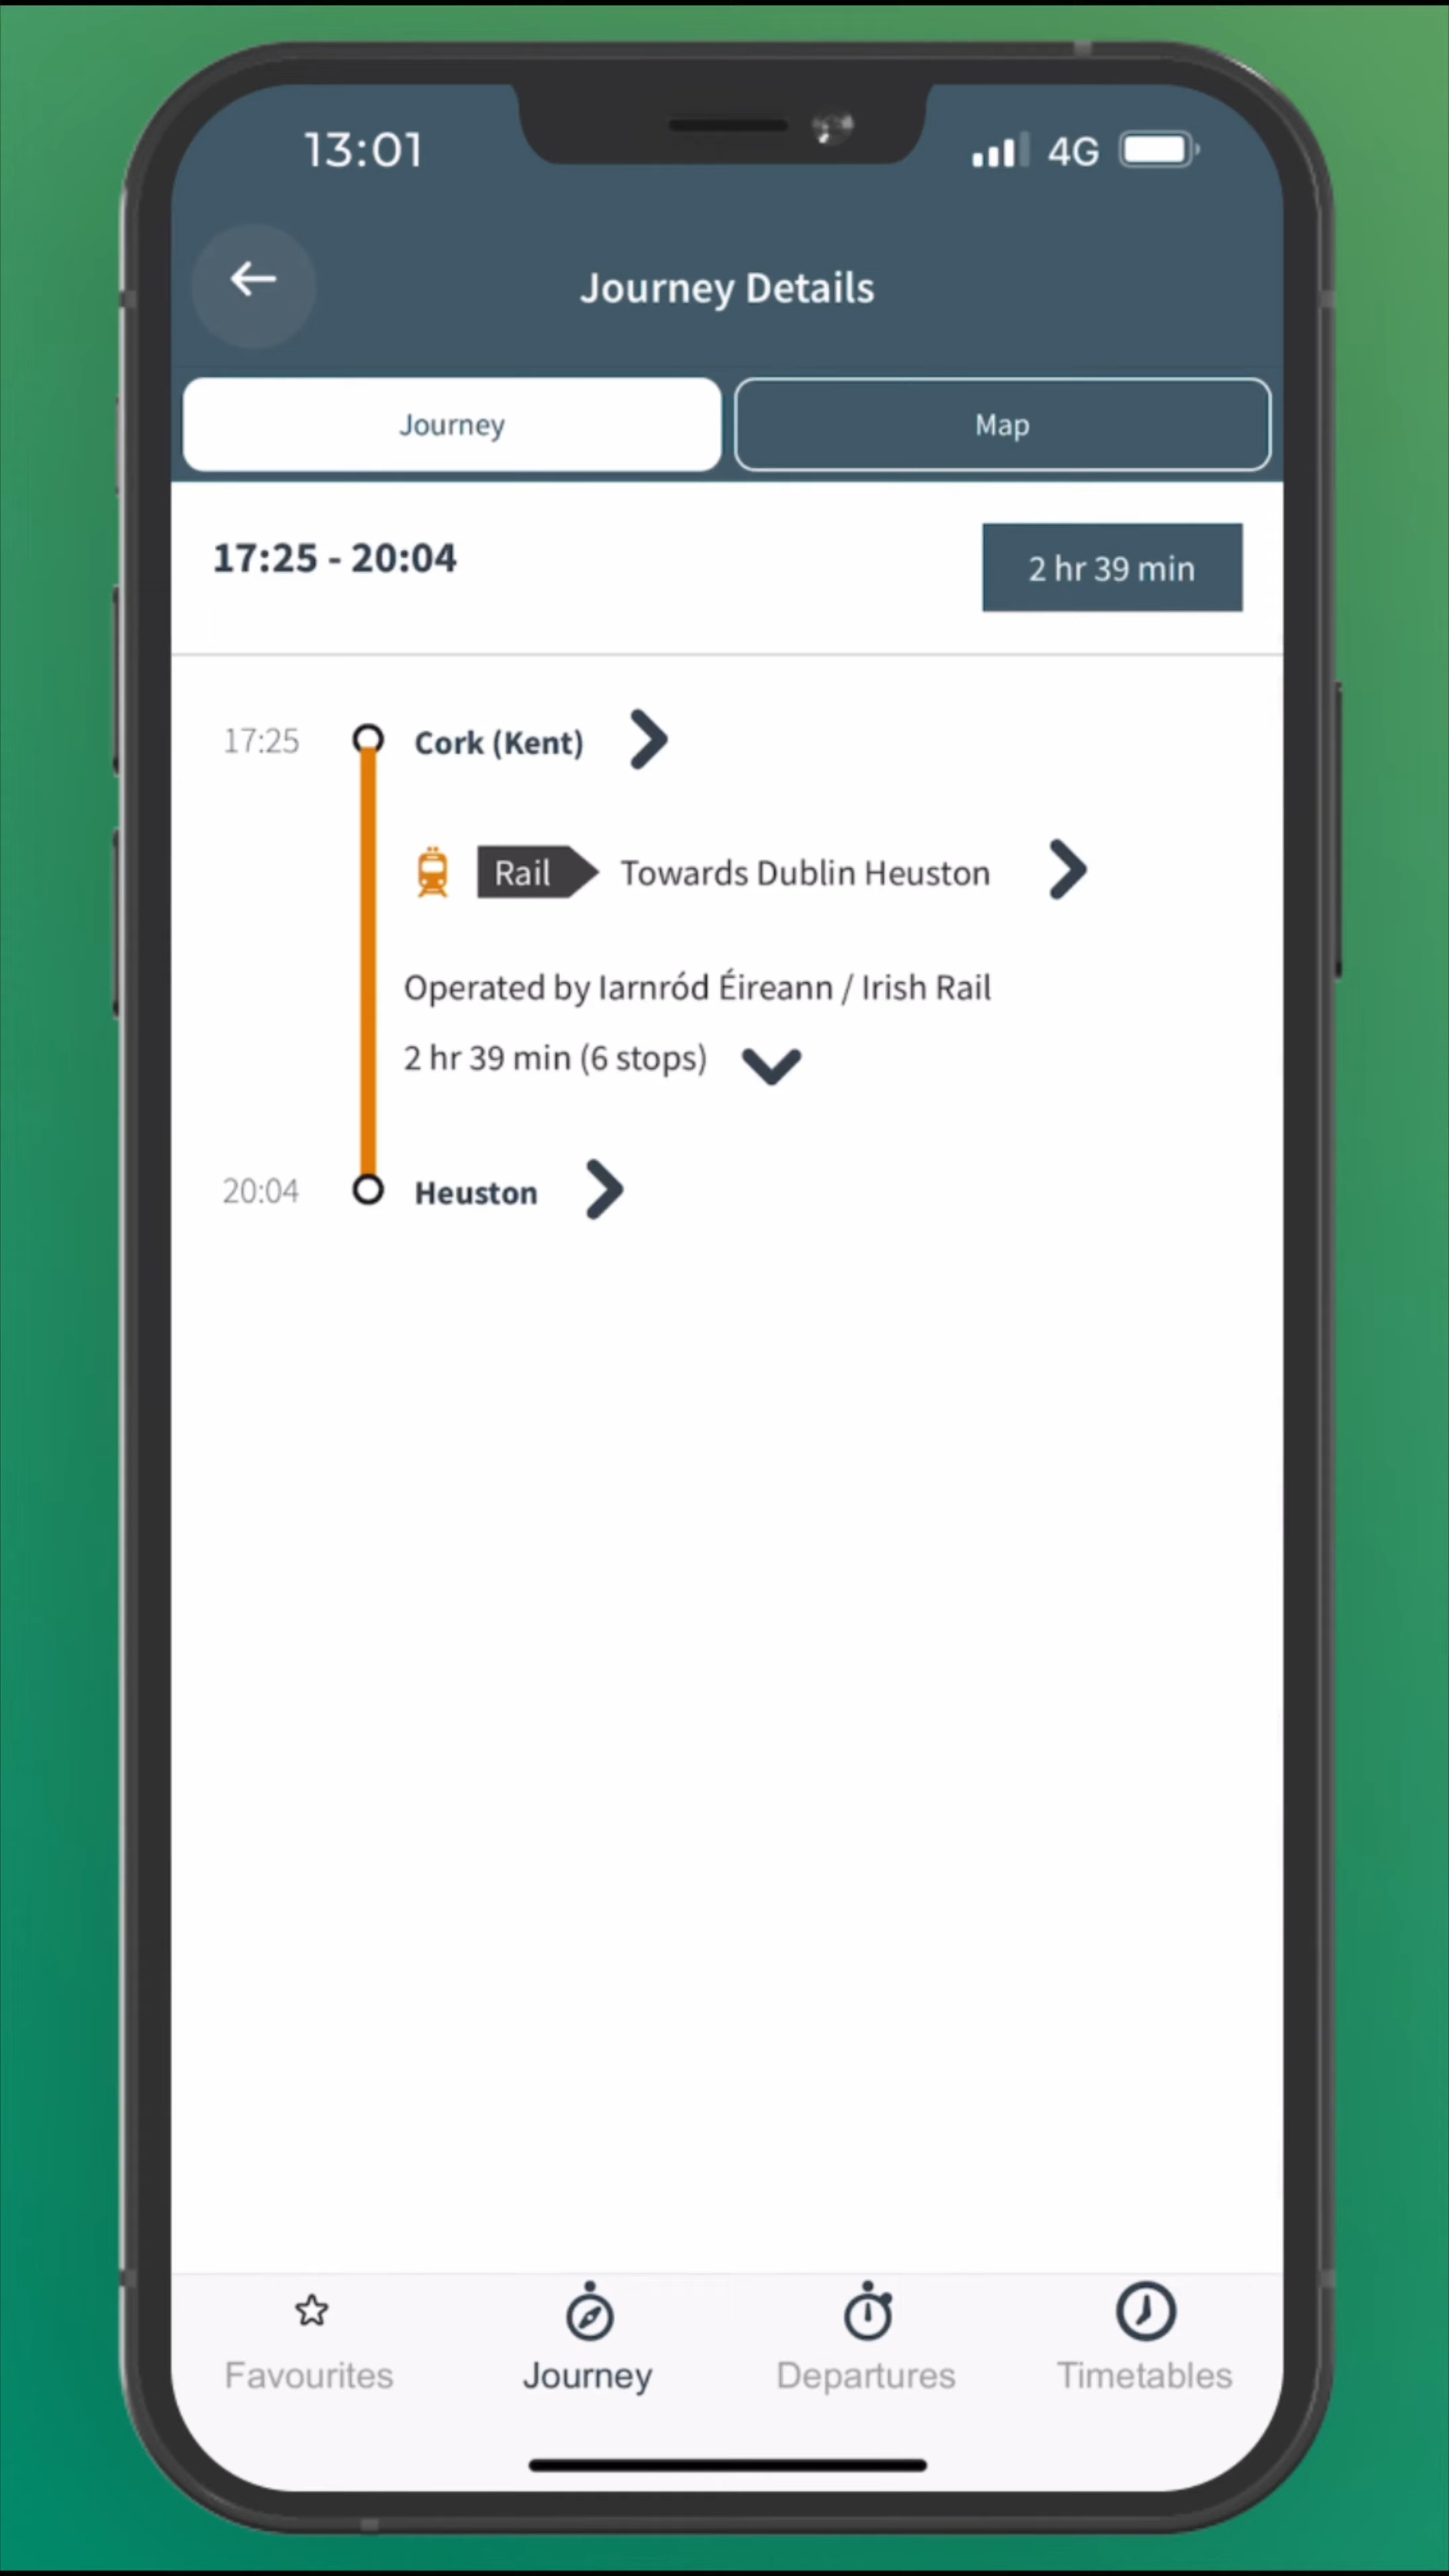 13:01 4G
Journey Details
Journey Map
17:25 - 20:04 2 hr 39 min
17:25 Cork (Kent)
Rail Towards Dublin Heuston
Operated by Iarnród Éireann / Irish Rail
2 hr 39 min (6 stops)
20:04 Heuston
Favourites Journey Departures Timetables